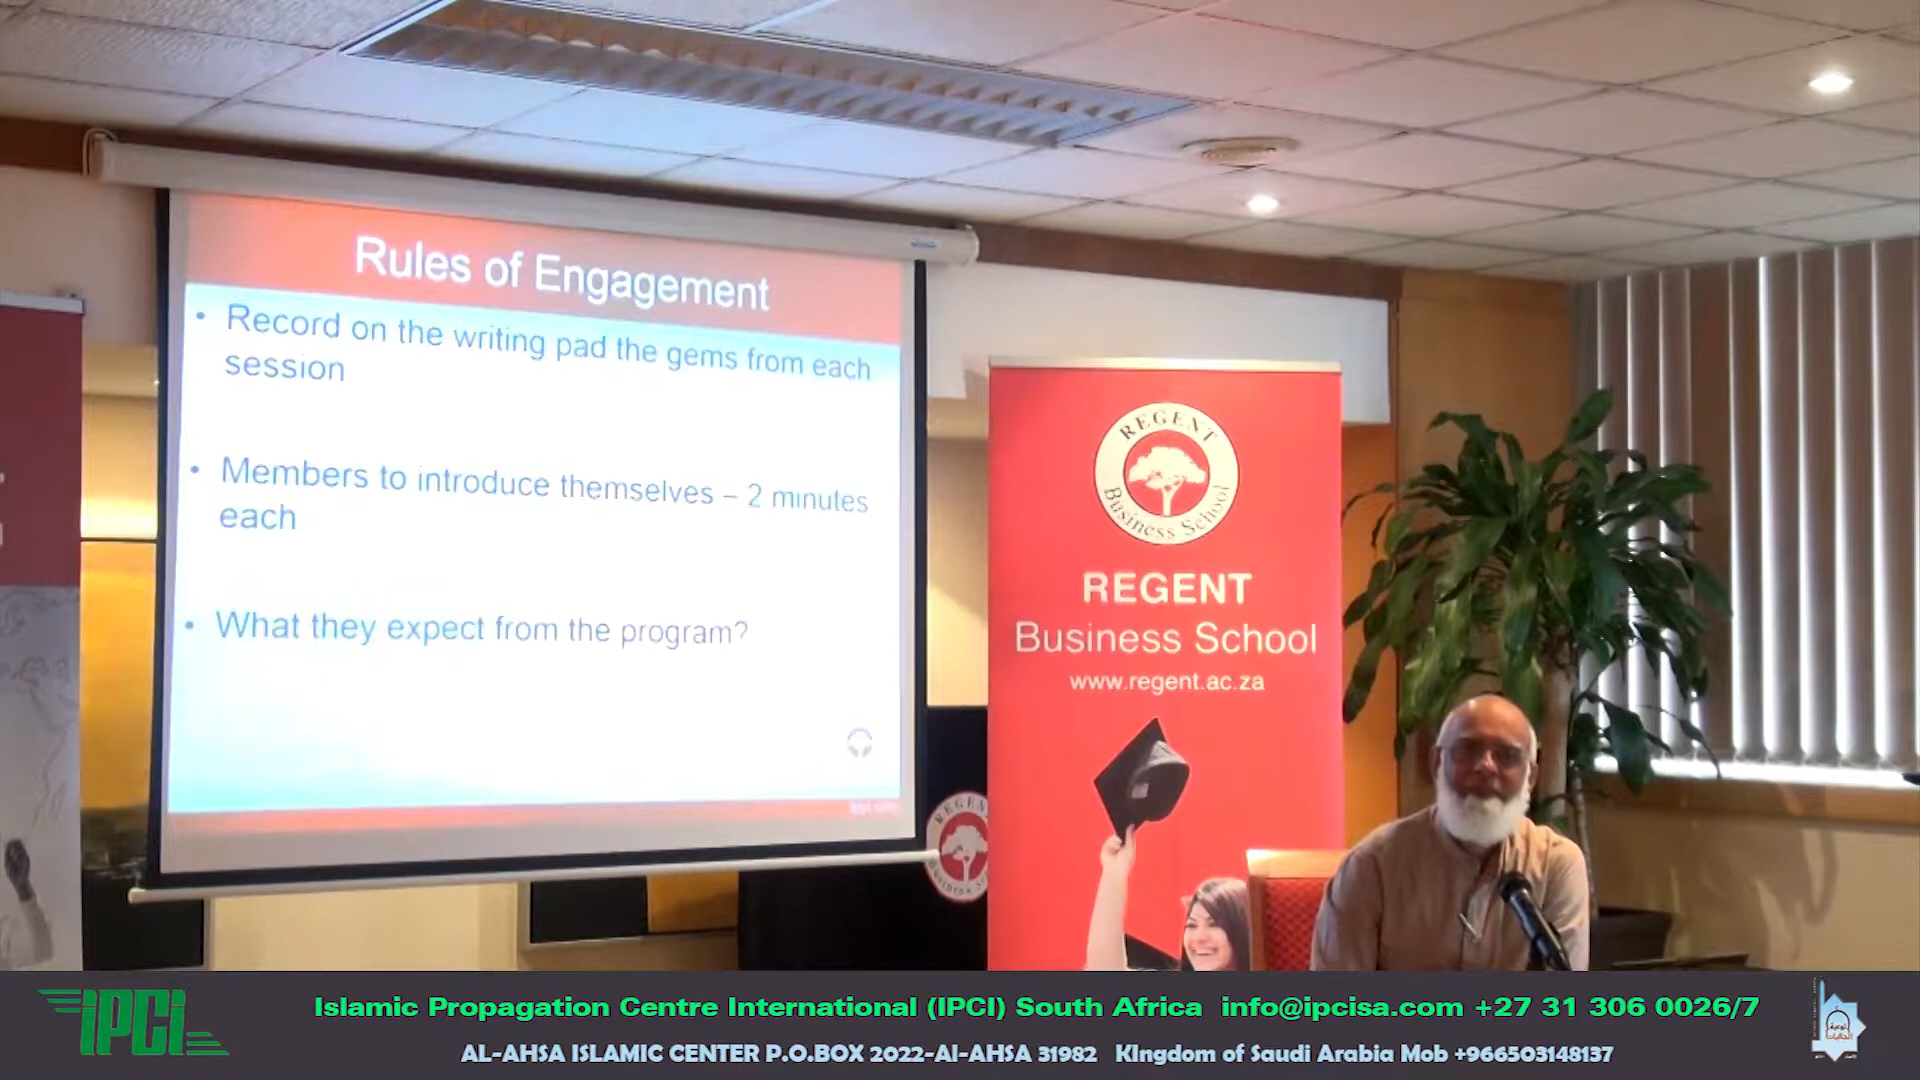 Rules of Engagement
• Record on the writing pad the gems from each
session
• Members to introduce themselves – 2 minutes
each
• What they expect from the program?
REGENT
Business School
REGENT
Business School
www.regent.ac.za
REGENT
Business
IPCI
Islamic Propagation Centre International (IPCI) South Africa info@ipcisa.com +27 31 306 0026/7
AL-AHSA ISLAMIC CENTER P.O.BOX 2022-Al-AHSA 31982 KIngdom of Saudi Arabia Mob +966503148137